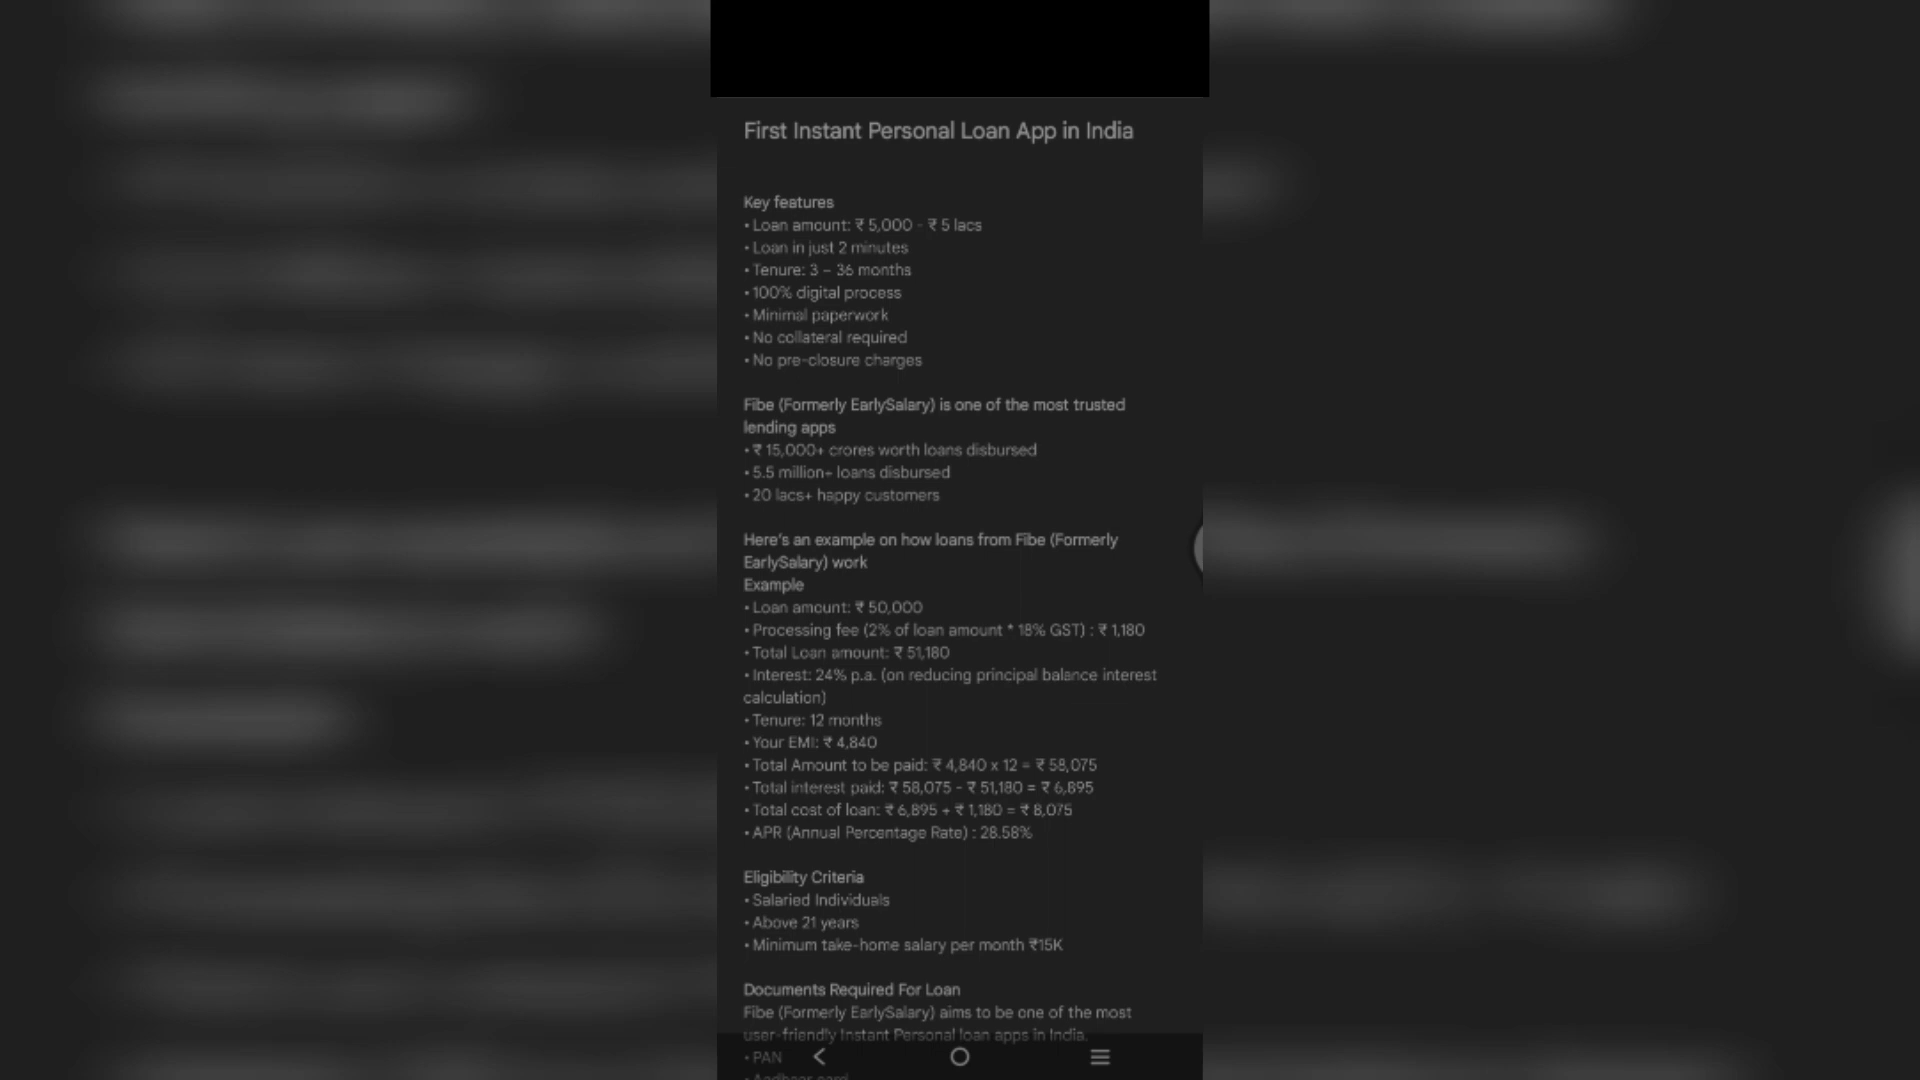 First Instant Personal Loan App in India
Key features
• Loan amount: ₹ 5,000 - ₹ 5 lacs
• Loan in just 2 minutes
• Tenure: 3 – 36 months
• 100% digital process
• Minimal paperwork
• No collateral required
• No pre-closure charges
Fibe (Formerly EarlySalary) is one of the most trusted
lending apps
• ₹ 15,000+ crores worth loans disbursed
• 5.5 million+ loans disbursed
• 20 lacs+ happy customers
Here's an example on how loans from Fibe (Formerly
EarlySalary) work
Example
• Loan amount: ₹ 50,000
• Processing fee (2% of loan amount * 18% GST) : ₹ 1,180
• Total Loan amount: ₹ 51,180
• Interest: 24% p.a. (on reducing principal balance interest
calculation)
• Tenure: 12 months
• Your EMI: ₹ 4,840
• Total Amount to be paid: ₹ 4,840 x 12 = ₹ 58,075
• Total interest paid: ₹ 58,075 - ₹ 51,180 = ₹ 6,895
• Total cost of loan: ₹ 6,895 + ₹ 1,180 = ₹ 8,075
• APR (Annual Percentage Rate) : 28.58%
Eligibility Criteria
• Salaried Individuals
• Above 21 years
• Minimum take-home salary per month ₹15K
Documents Required For Loan
Fibe (Formerly EarlySalary) aims to be one of the most
user-friendly Instant Personal loan apps in India.
• PAN
• Aadhaar card